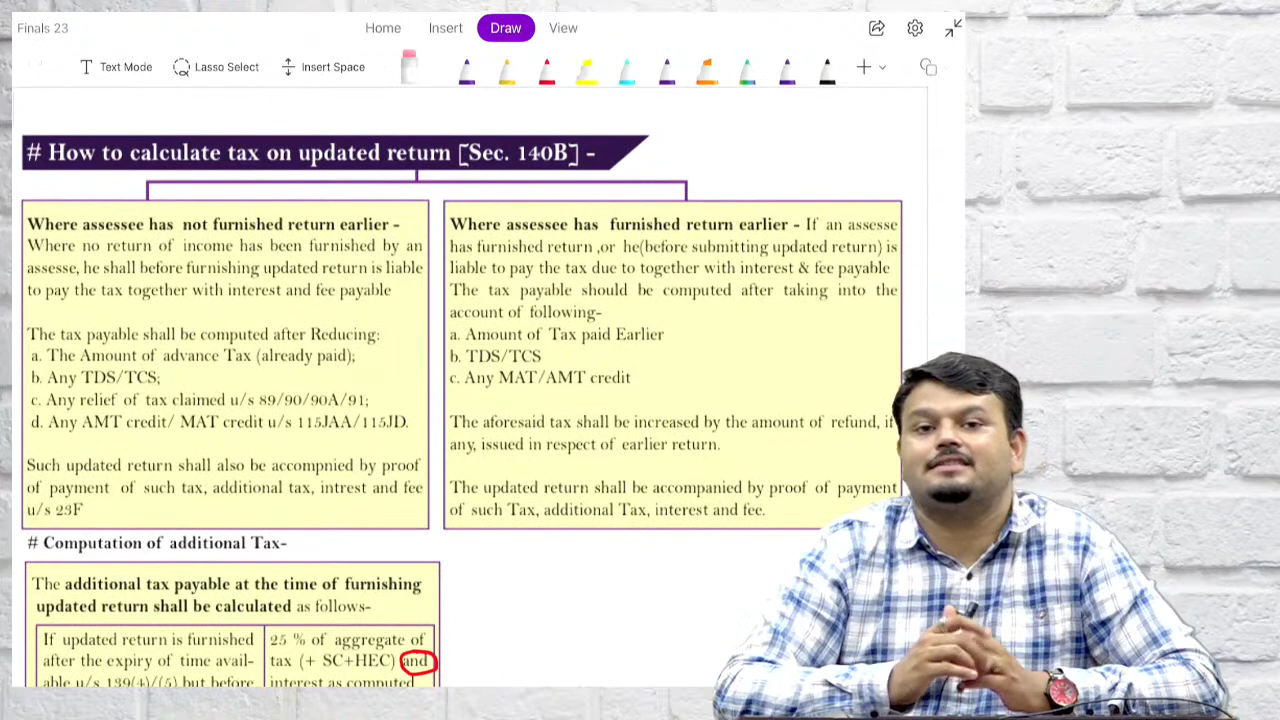 Finals 23
Home Insert Draw View
Text Mode Lasso Select Insert Space
# How to calculate tax on updated return [Sec. 140B] -
Where assessee has not furnished return earlier -
Where no return of income has been furnished by an
assesse, he shall before furnishing updated return is liable
to pay the tax together with interest and fee payable
The tax payable shall be computed after Reducing:
a. The Amount of advance Tax (already paid);
b. Any TDS/TCS;
c. Any relief of tax claimed u/s 89/90/90A/91;
d. Any AMT credit/ MAT credit u/s 115JAA/115JD.
Such updated return shall also be accompnied by proof
of payment of such tax, additional tax, intrest and fee
u/s 23F
Where assessee has furnished return earlier - If an assesse
has furnished return ,or he(before submitting updated return) is
liable to pay the tax due to together with interest & fee payable
The tax payable should be computed after taking into the
account of following-
a. Amount of Tax paid Earlier
b. TDS/TCS
c. Any MAT/AMT credit
The aforesaid tax shall be increased by the amount of refund, if
any, issued in respect of earlier return.
The updated return shall be accompanied by proof of payment
of such Tax, additional Tax, interest and fee.
# Computation of additional Tax-
The additional tax payable at the time of furnishing
updated return shall be calculated as follows-
If updated return is furnished
after the expiry of time avail-
able u/s 139(4)/(5) but before
25 % of aggregate of
tax (+ SC+HEC) and
interest as computed